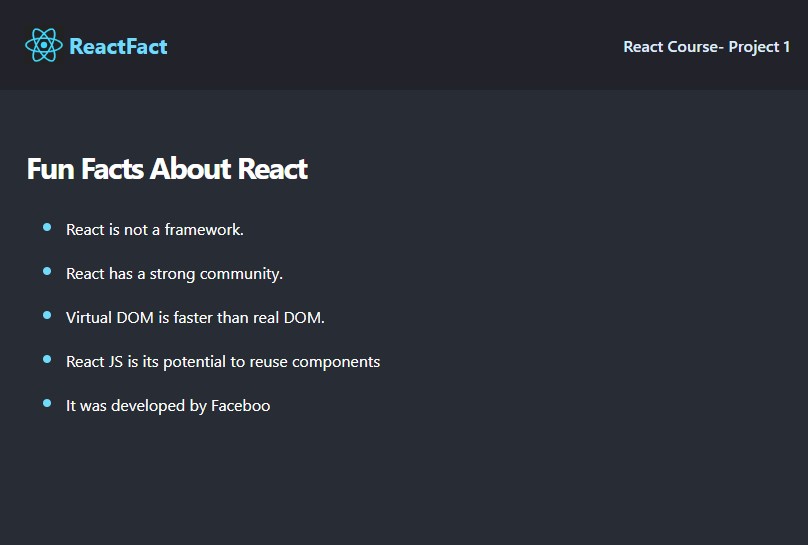 ReactFact
React Course- Project 1
Fun Facts About React
React is not a framework.
React has a strong community.
Virtual DOM is faster than real DOM.
React JS is its potential to reuse components
It was developed by Faceboo